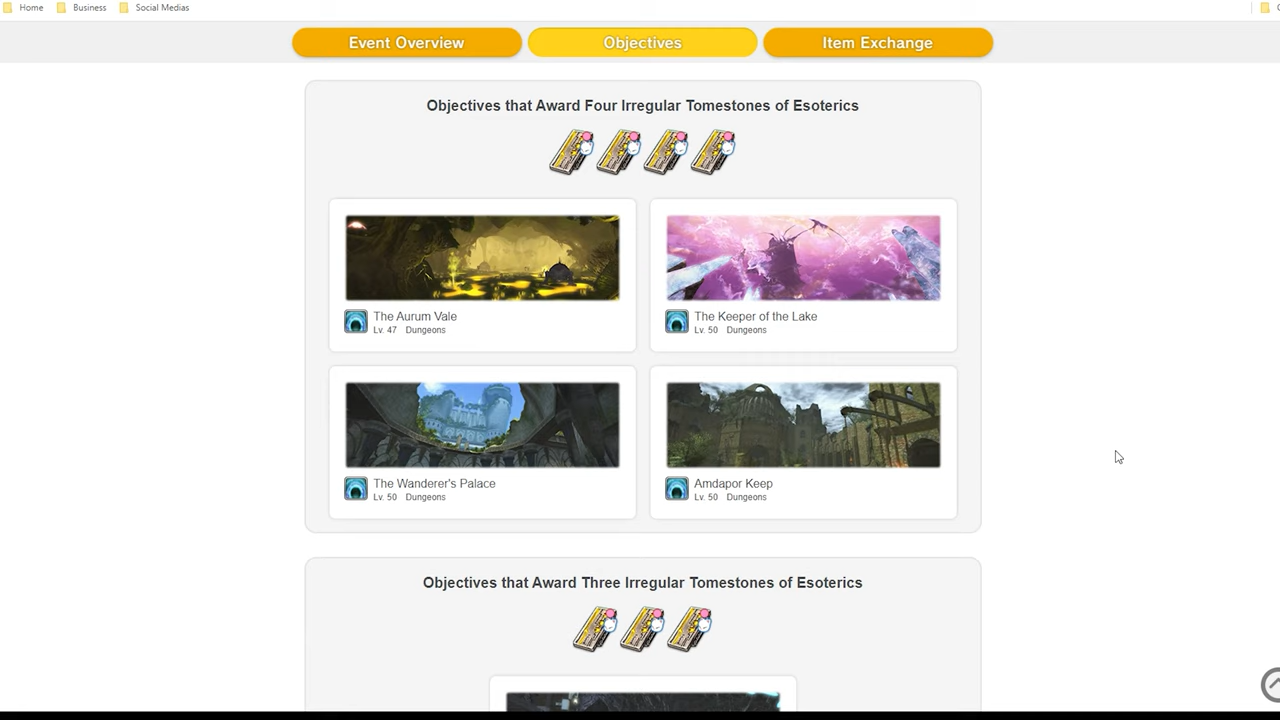 Home Business Social Medias
Event Overview Objectives Item Exchange
Objectives that Award Four Irregular Tomestones of Esoterics
The Aurum Vale
Lv. 47 Dungeons
The Keeper of the Lake
Lv. 50 Dungeons
The Wanderer's Palace
Lv. 50 Dungeons
Amdapor Keep
Lv. 50 Dungeons
Objectives that Award Three Irregular Tomestones of Esoterics